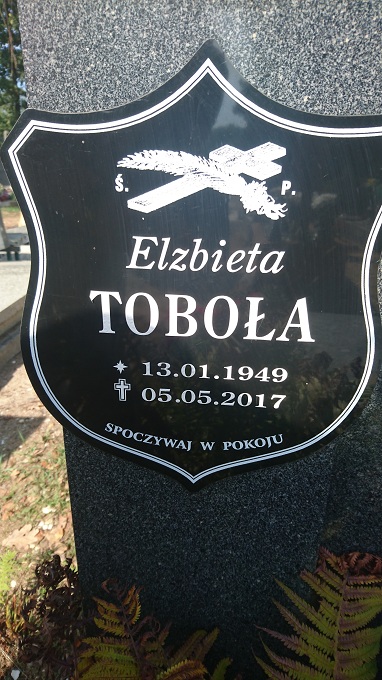 Ś. P.
Elzbieta
TOBOŁA
13.01.1949
05.05.2017
SPOCZYWAJ W POKOJU